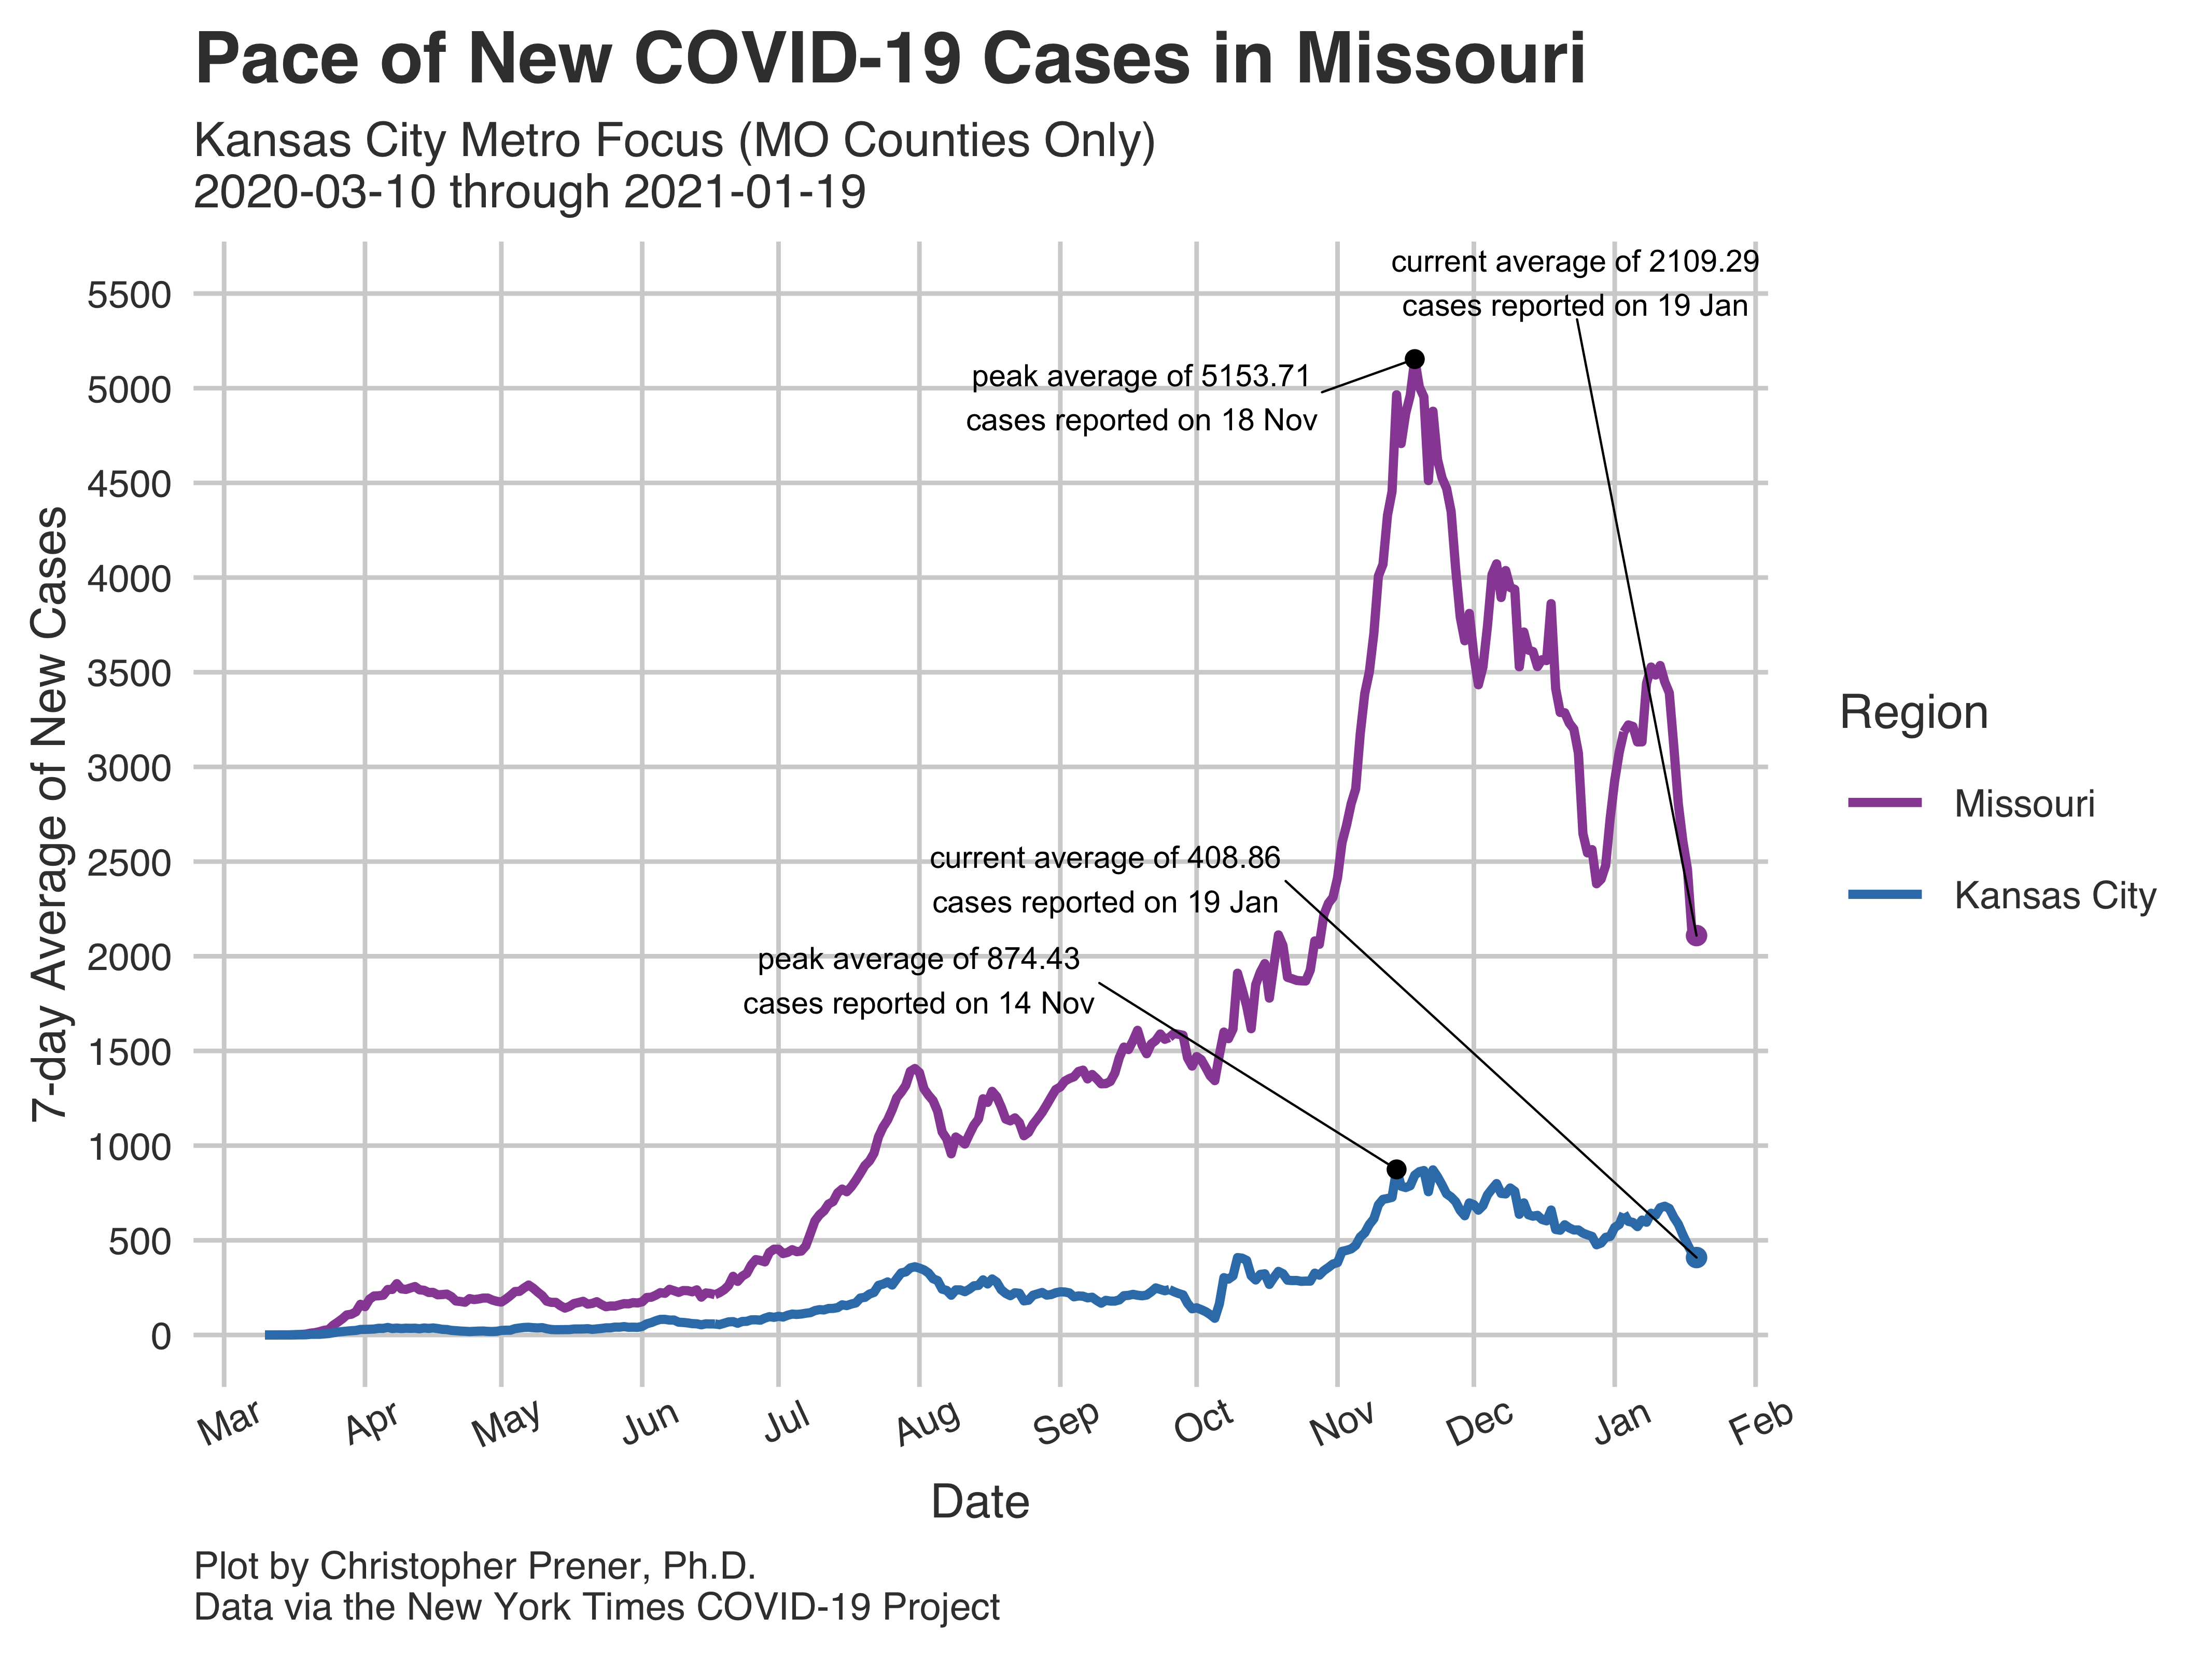 Pace of New COVID-19 Cases in Missouri
Kansas City Metro Focus (MO Counties Only)
2020-03-10 through 2021-01-19
current average of 2109.29
cases reported on 19 Jan
peak average of 5153.71
cases reported on 18 Nov
current average of 408.86
cases reported on 19 Jan
peak average of 874.43
cases reported on 14 Nov
7-day Average of New Cases
5500
5000
4500
4000
3500
3000
2500
2000
1500
1000
500
0
Mar
Apr
May
Jun
Jul
Aug
Sep
Oct
Nov
Dec
Jan
Feb
Date
Region
Missouri
Kansas City
Plot by Christopher Prener, Ph.D.
Data via the New York Times COVID-19 Project